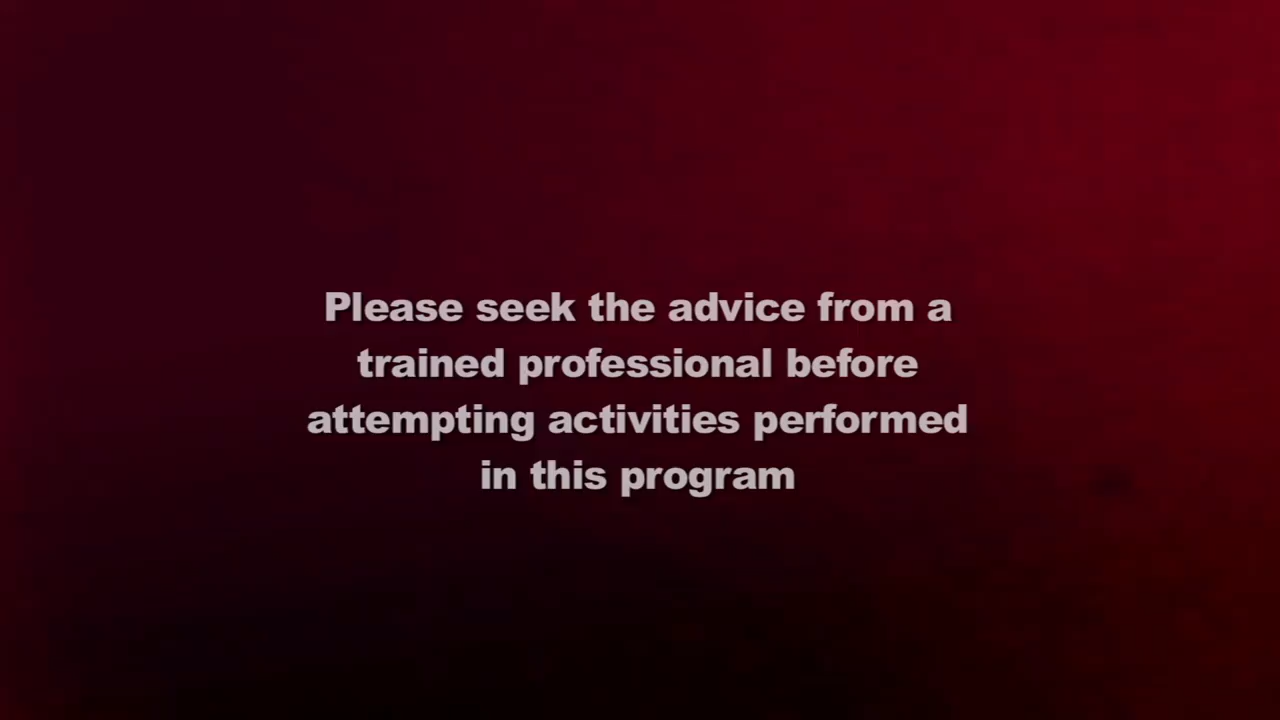 Please seek the advice from a
trained professional before
attempting activities performed
in this program